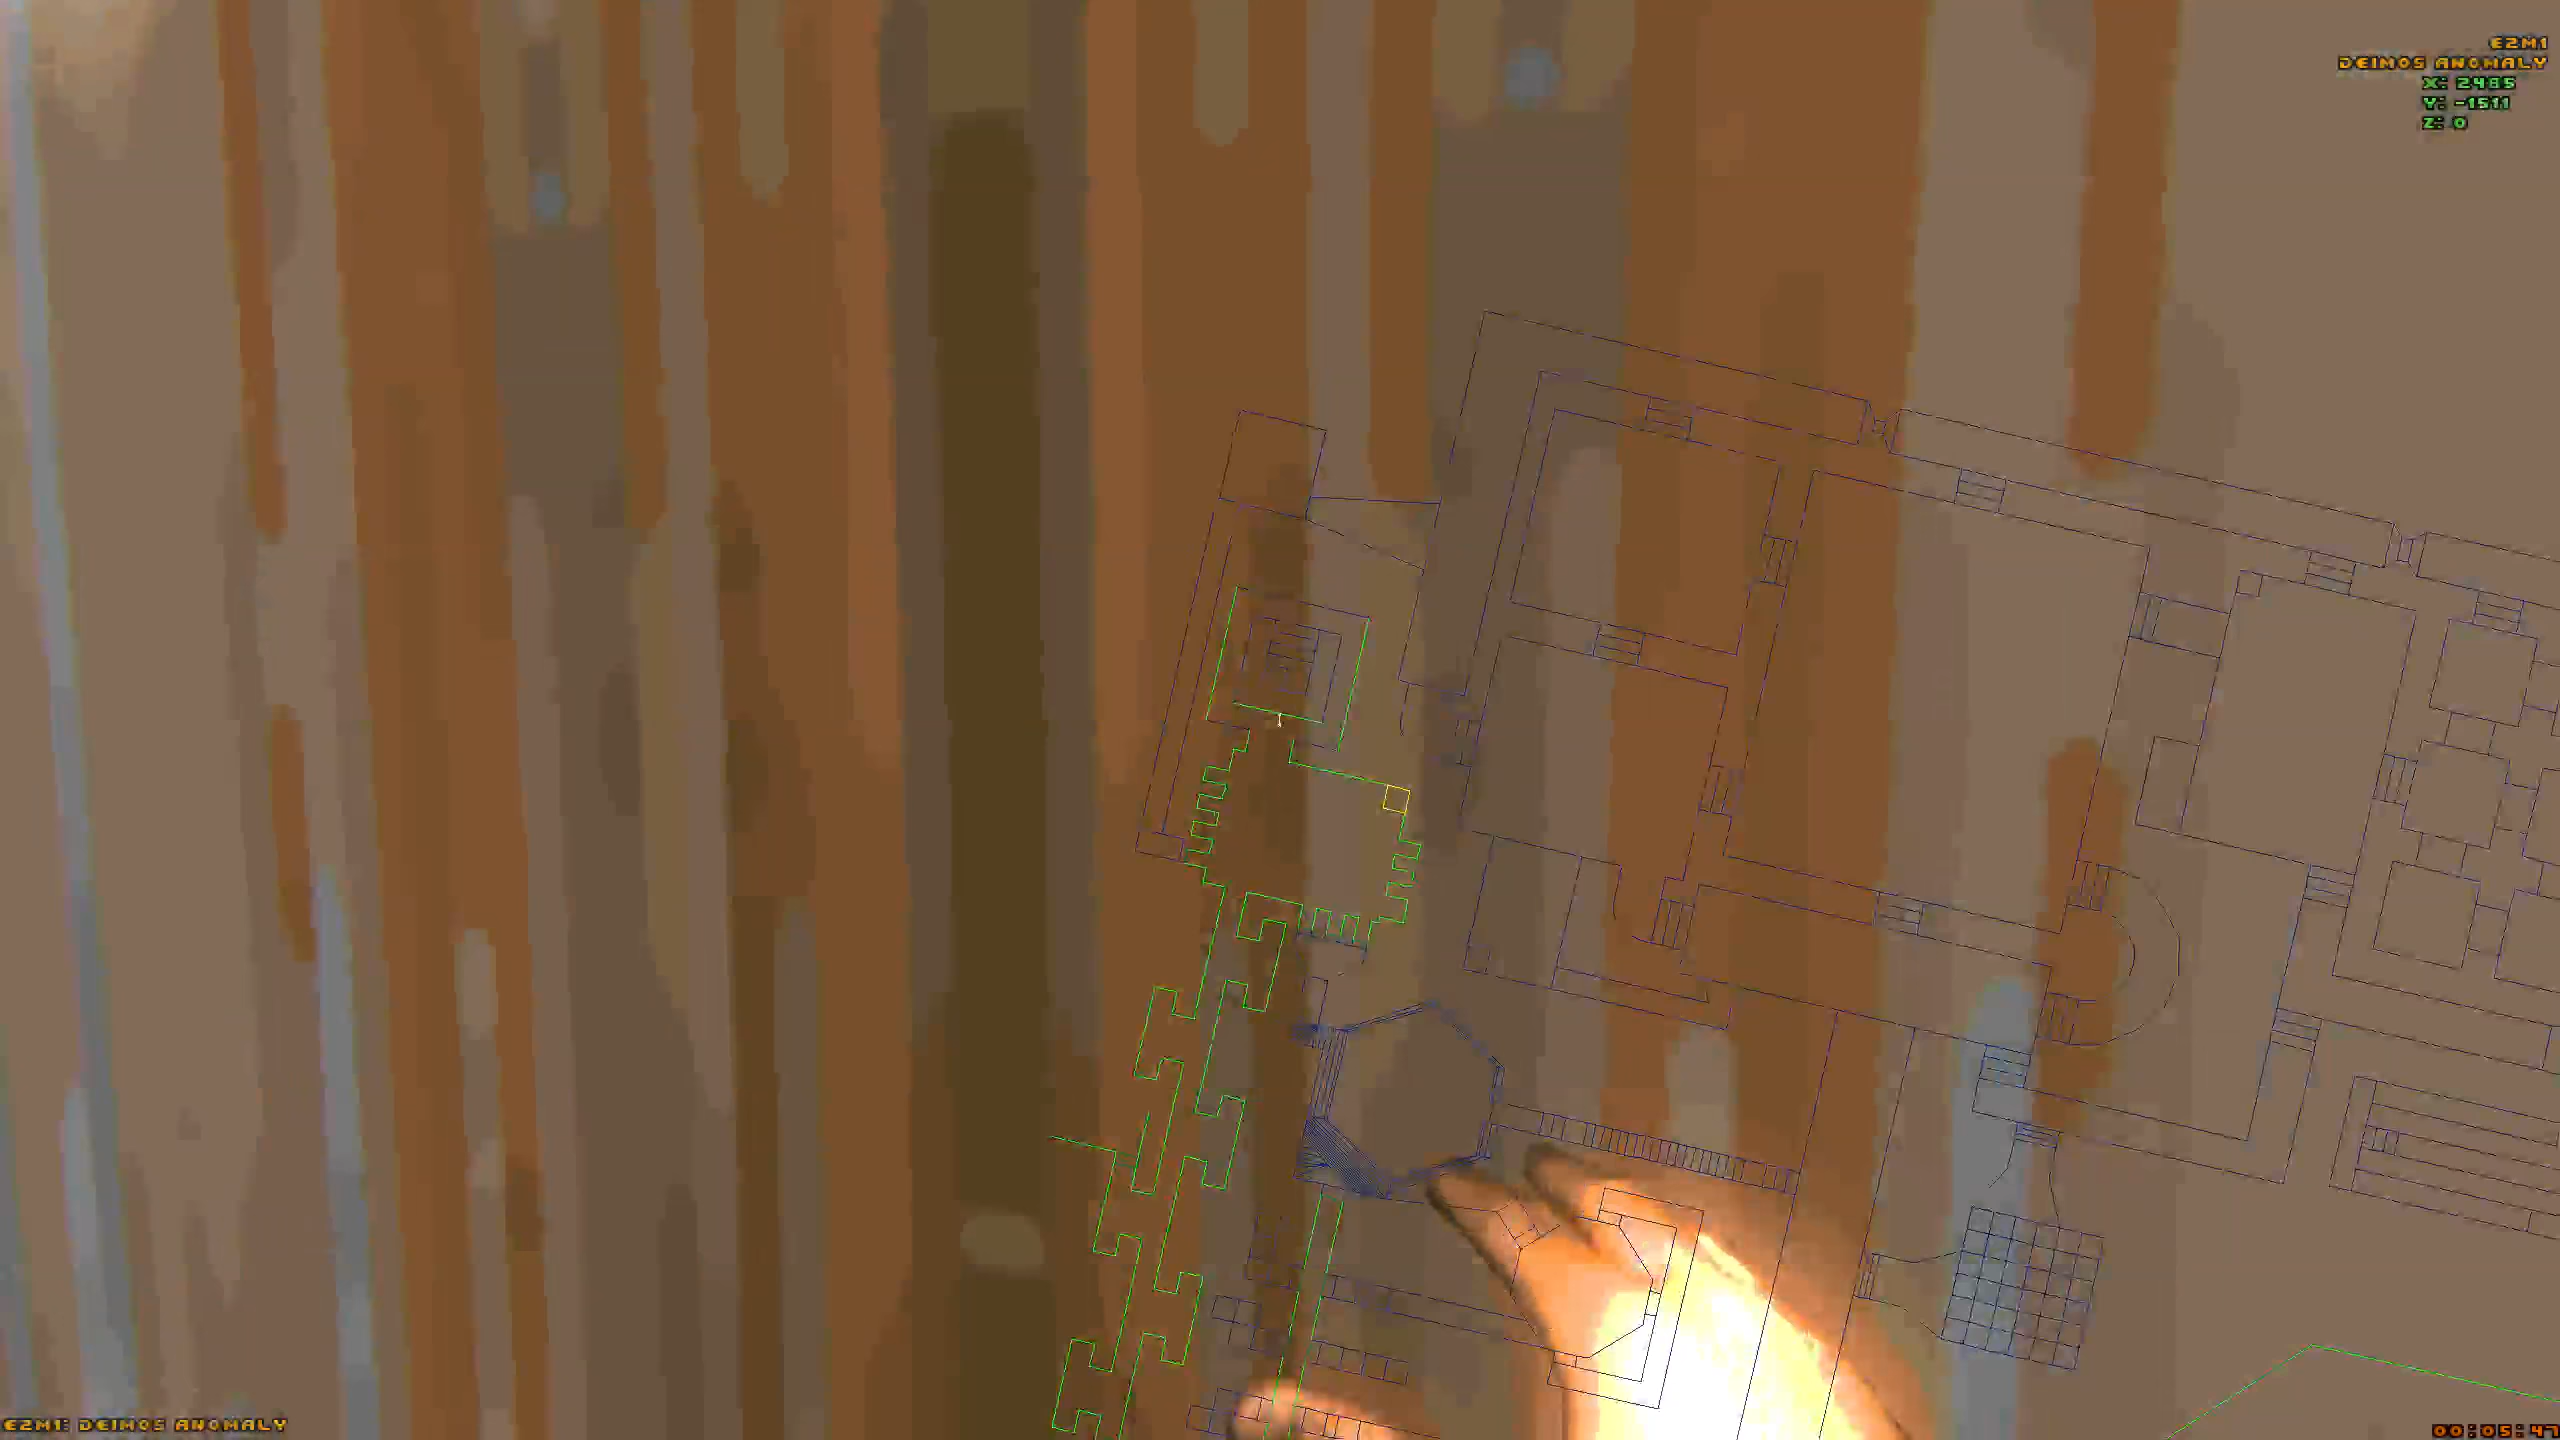 E2M1
DEIMOS ANOMALY
X: 2485
Y: -1511
Z: 0
E2M1: DEIMOS ANOMALY
00:05:47